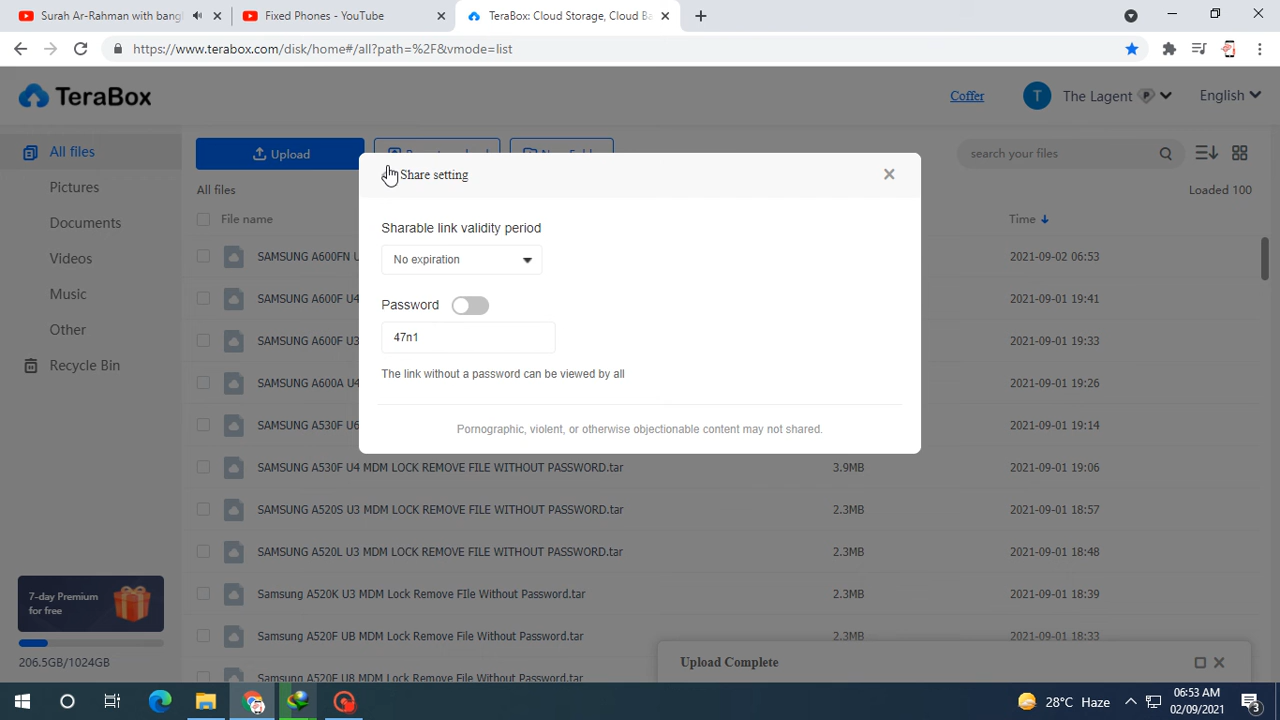 Surah Ar-Rahman with bangl
Fixed Phones - YouTube
TeraBox: Cloud Storage, Cloud Ba
https://www.terabox.com/disk/home#/all?path=%2F&vmode=list
TeraBox
Coffer
T
The Lagent
P
English
All files
Upload
search your files
Pictures
All files
Loaded 100
Share setting
File name
Time
Documents
Sharable link validity period
Videos
SAMSUNG A600FN U
No expiration
2021-09-02 06:53
Music
SAMSUNG A600F U4
Password
2021-09-01 19:41
Other
SAMSUNG A600F U3
47n1
2021-09-01 19:33
Recycle Bin
The link without a password can be viewed by all
SAMSUNG A600A U4
2021-09-01 19:26
SAMSUNG A530F U6
Pornographic, violent, or otherwise objectionable content may not shared.
2021-09-01 19:14
SAMSUNG A530F U4 MDM LOCK REMOVE FILE WITHOUT PASSWORD.tar
3.9MB
2021-09-01 19:06
SAMSUNG A520S U3 MDM LOCK REMOVE FILE WITHOUT PASSWORD.tar
2.3MB
2021-09-01 18:57
SAMSUNG A520L U3 MDM LOCK REMOVE FILE WITHOUT PASSWORD.tar
2.3MB
2021-09-01 18:48
Samsung A520K U3 MDM Lock Remove FIle Without Password.tar
2.3MB
2021-09-01 18:39
Samsung A520F UB MDM Lock Remove File Without Password.tar
2.3MB
2021-09-01 18:33
7-day Premium
for free
206.5GB/1024GB
Upload Complete
28°C Haze
06:53 AM
02/09/2021
3